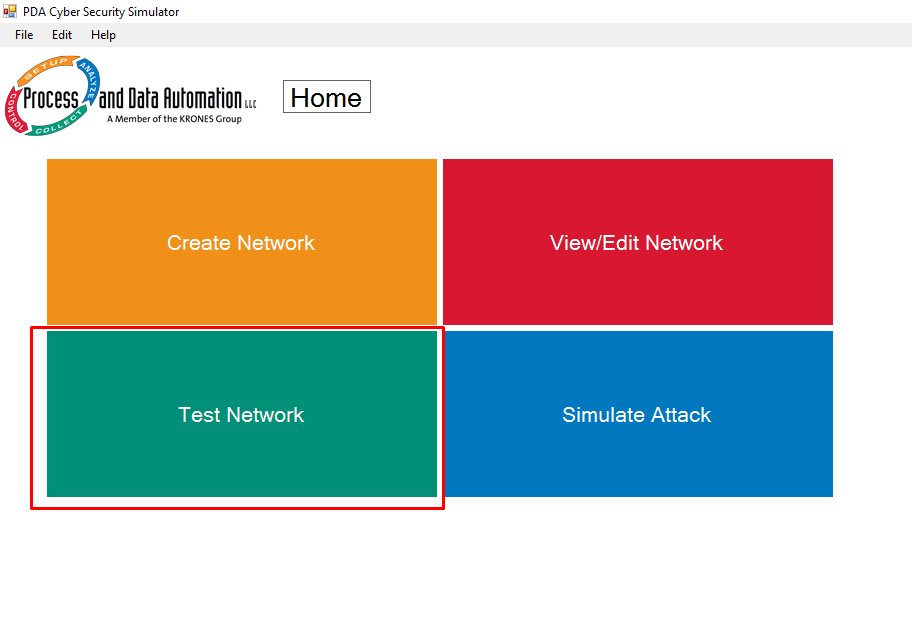 PDA Cyber Security Simulator
File Edit Help
SETUP
ANALYZE
CONTROL
COLLECT
Process and Data Automation LLC
A Member of the KRONES Group
Home
Create Network
View/Edit Network
Test Network
Simulate Attack